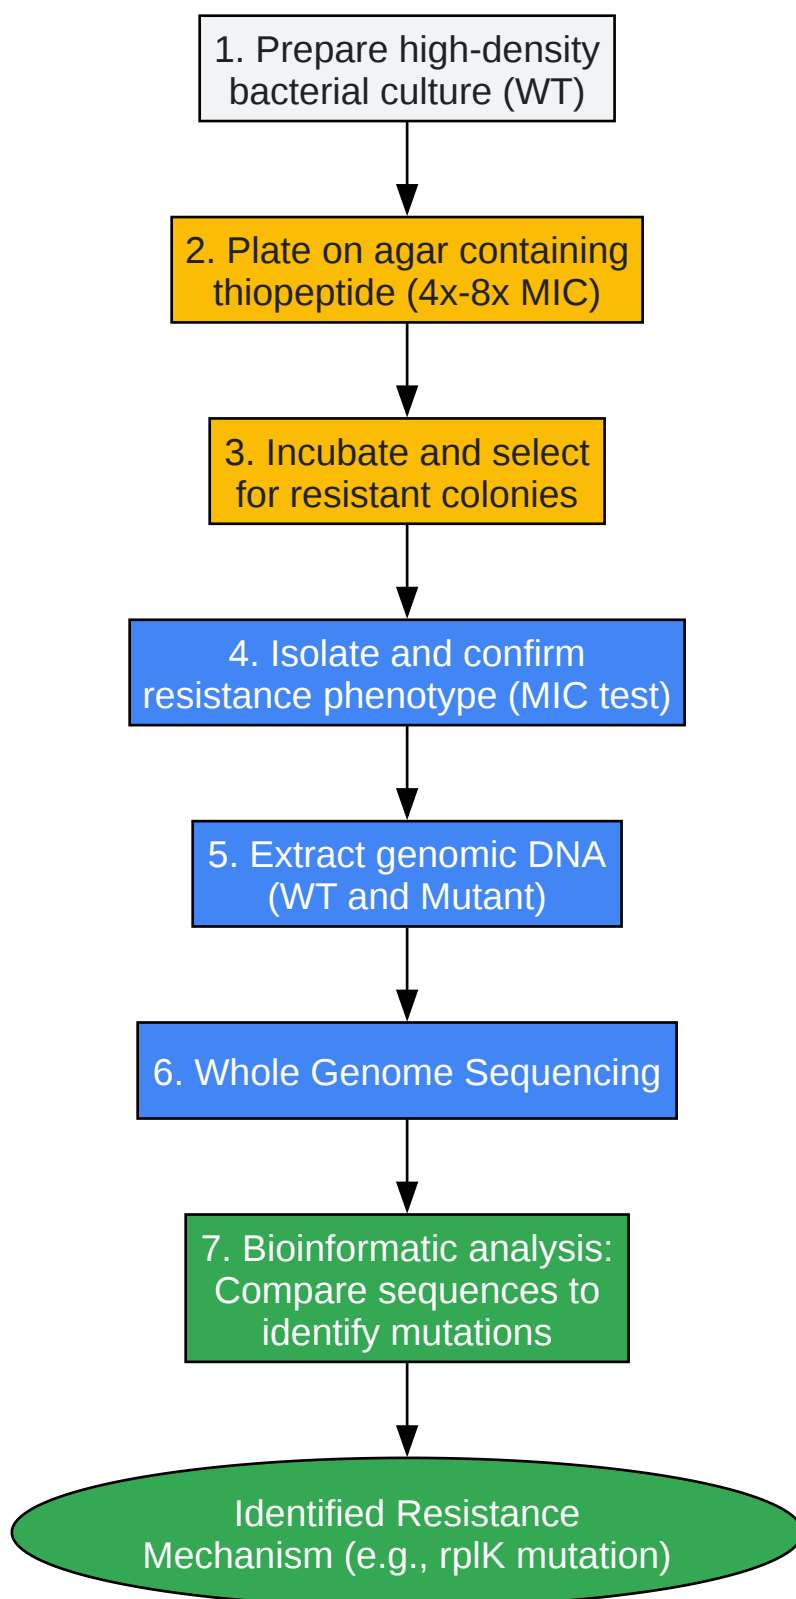 1. Prepare high-density
bacterial culture (WT)
2. Plate on agar containing
thiopeptide (4x-8x MIC)
3. Incubate and select
for resistant colonies
4. Isolate and confirm
resistance phenotype (MIC test)
5. Extract genomic DNA
(WT and Mutant)
6. Whole Genome Sequencing
7. Bioinformatic analysis:
Compare sequences to
identify mutations
Identified Resistance
Mechanism (e.g., rplK mutation)